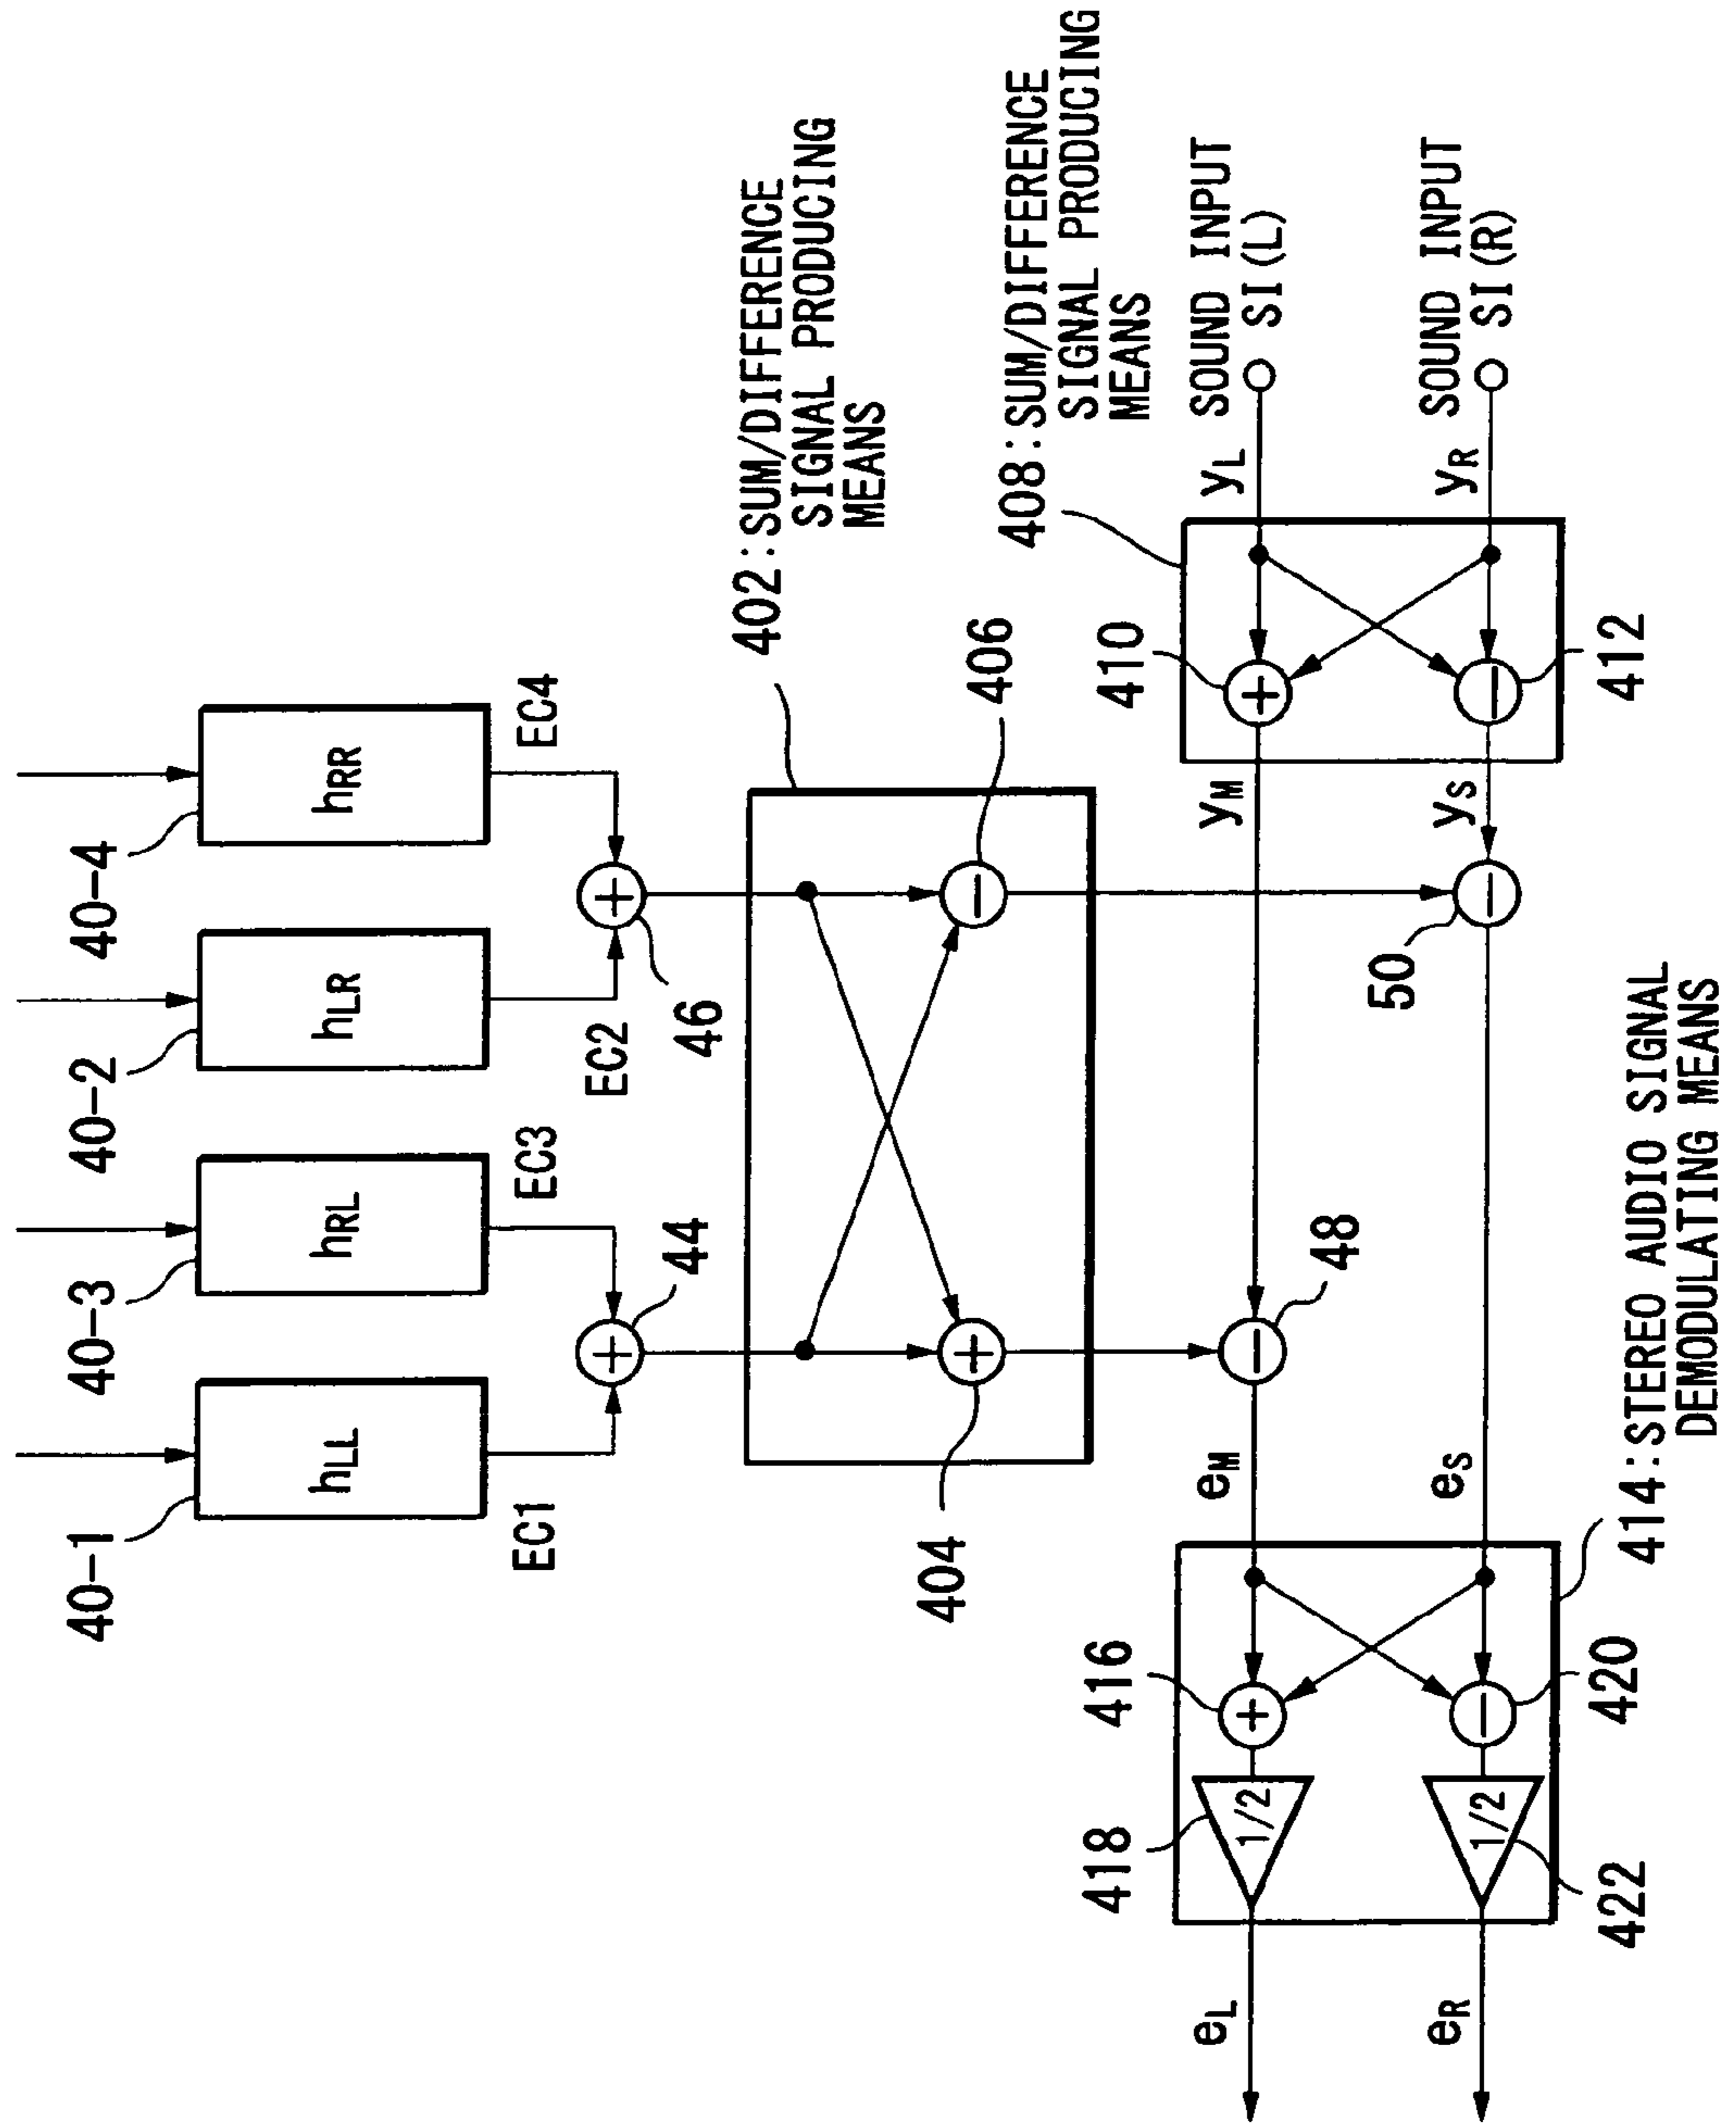 40-1
40-3
40-2
40-4
hLL
hRL
hLR
hRR
EC1
EC3
EC2
EC4
44
46
402:SUM/DIFFERENCE
SIGNAL PRODUCING
MEANS
404
406
408:SUM/DIFFERENCE
SIGNAL PRODUCING
MEANS
418
416
eM
48
yM
410
yL
SOUND INPUT
SI(L)
1/2
eL
eS
50
yS
yR
SOUND INPUT
SI(R)
1/2
eR
422
420
412
414:STEREO AUDIO SIGNAL
DEMODULATING MEANS